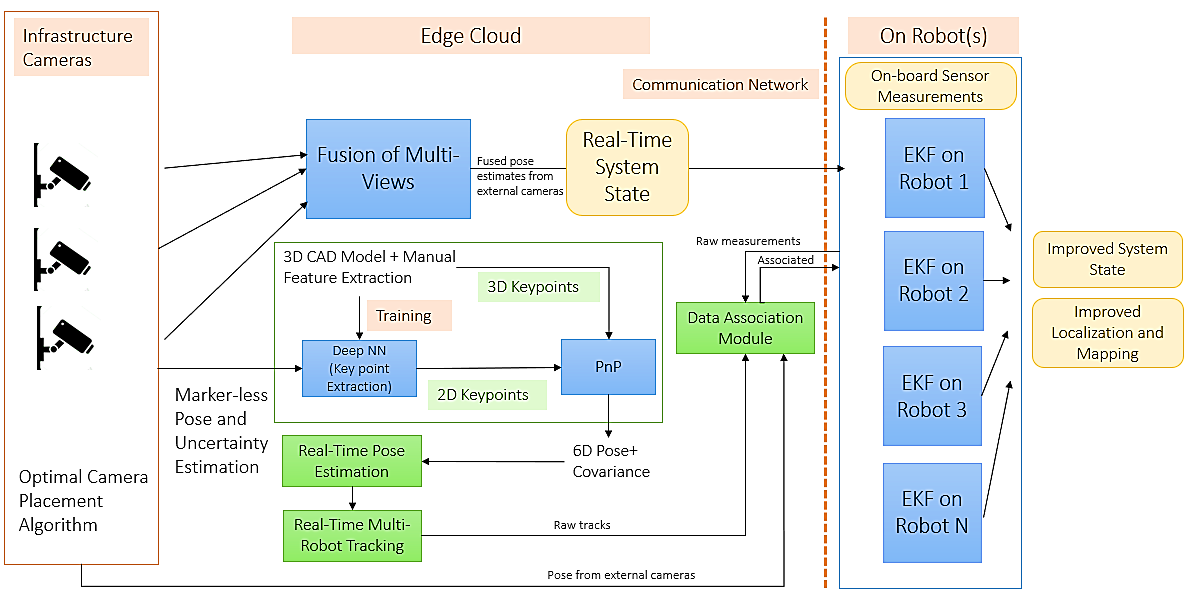 Infrastructure
Cameras
Edge Cloud
On Robot(s)
Communication Network
On-board Sensor
Measurements
Fusion of Multi-
Views
Fused pose
estimates from
external cameras
Real-Time
System
State
EKF on
Robot 1
Raw measurements
Associated
3D CAD Model + Manual
Feature Extraction
3D Keypoints
Training
Deep NN
(Key point
Extraction)
2D Keypoints
PnP
Data Association
Module
EKF on
Robot 2
Improved System
State
Improved
Localization and
Mapping
EKF on
Robot 3
Marker-less
Pose and
Uncertainty
Estimation
Optimal Camera
Placement
Algorithm
Real-Time Pose
Estimation
6D Pose+
Covariance
Real-Time Multi-
Robot Tracking
Raw tracks
EKF on
Robot N
Pose from external cameras